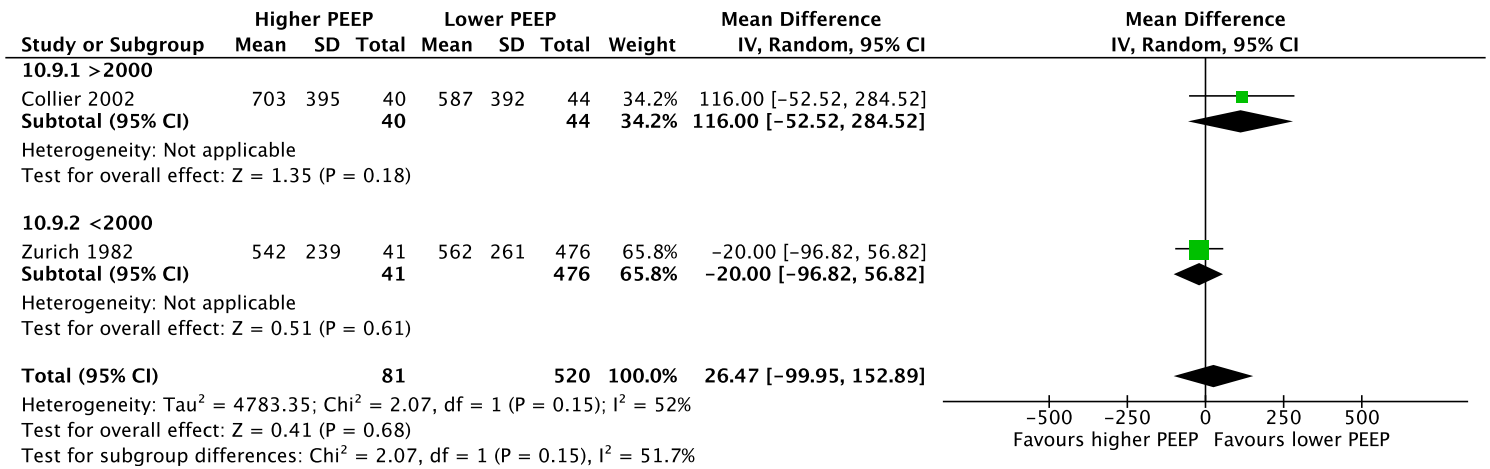 Higher PEEP Lower PEEP Mean Difference Mean Difference
Study or Subgroup Mean SD Total Mean SD Total Weight IV, Random, 95% CI IV, Random, 95% CI
10.9.1 >2000
Collier 2002 703 395 40 587 392 44 34.2% 116.00 [-52.52, 284.52]
Subtotal (95% CI) 40 44 34.2% 116.00 [-52.52, 284.52]
Heterogeneity: Not applicable
Test for overall effect: Z = 1.35 (P = 0.18)
10.9.2 <2000
Zurich 1982 542 239 41 562 261 476 65.8% -20.00 [-96.82, 56.82]
Subtotal (95% CI) 41 476 65.8% -20.00 [-96.82, 56.82]
Heterogeneity: Not applicable
Test for overall effect: Z = 0.51 (P = 0.61)
Total (95% CI) 81 520 100.0% 26.47 [-99.95, 152.89]
Heterogeneity: Tau² = 4783.35; Chi² = 2.07, df = 1 (P = 0.15); I² = 52%
Test for overall effect: Z = 0.41 (P = 0.68)
Test for subgroup differences: Chi² = 2.07, df = 1 (P = 0.15), I² = 51.7%
-500 -250 0 250 500
Favours higher PEEP Favours lower PEEP